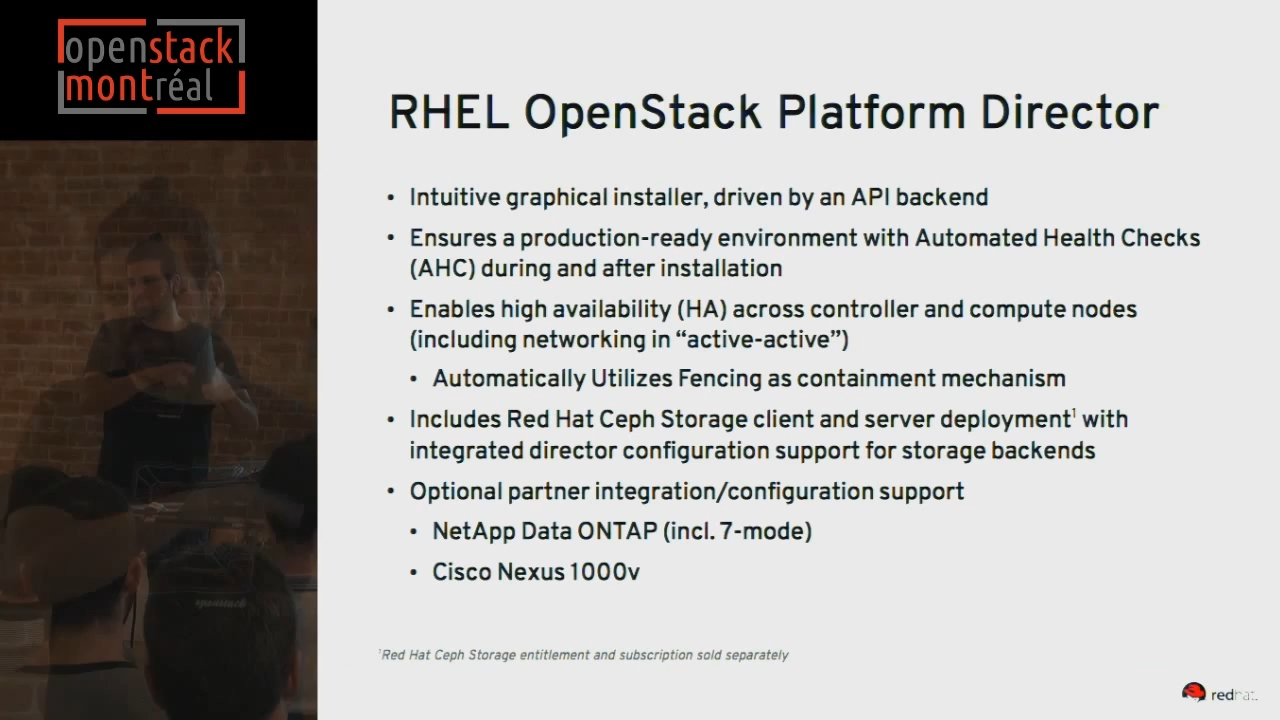 openstack
montréal
RHEL OpenStack Platform Director
• Intuitive graphical installer, driven by an API backend
• Ensures a production-ready environment with Automated Health Checks
(AHC) during and after installation
• Enables high availability (HA) across controller and compute nodes
(including networking in “active-active”)
• Automatically Utilizes Fencing as containment mechanism
• Includes Red Hat Ceph Storage client and server deployment¹ with
integrated director configuration support for storage backends
• Optional partner integration/configuration support
• NetApp Data ONTAP (incl. 7-mode)
• Cisco Nexus 1000v
¹Red Hat Ceph Storage entitlement and subscription sold separately
redhat.
openstack